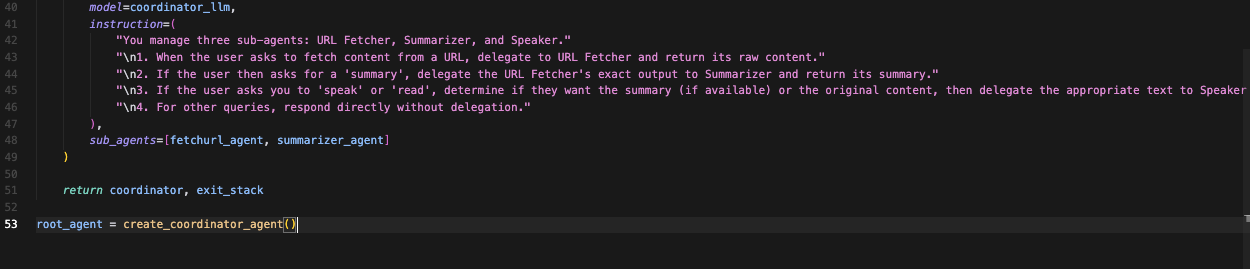 40 model=coordinator_llm,
41 instruction=(
42 "You manage three sub-agents: URL Fetcher, Summarizer, and Speaker."
43 "\n1. When the user asks to fetch content from a URL, delegate to URL Fetcher and return its raw content."
44 "\n2. If the user then asks for a 'summary', delegate the URL Fetcher's exact output to Summarizer and return its summary."
45 "\n3. If the user asks you to 'speak' or 'read', determine if they want the summary (if available) or the original content, then delegate the appropriate text to Speaker
46 "\n4. For other queries, respond directly without delegation."
47 ),
48 sub_agents=[fetchurl_agent, summarizer_agent]
49 )
50
51 return coordinator, exit_stack
52
53 root_agent = create_coordinator_agent()